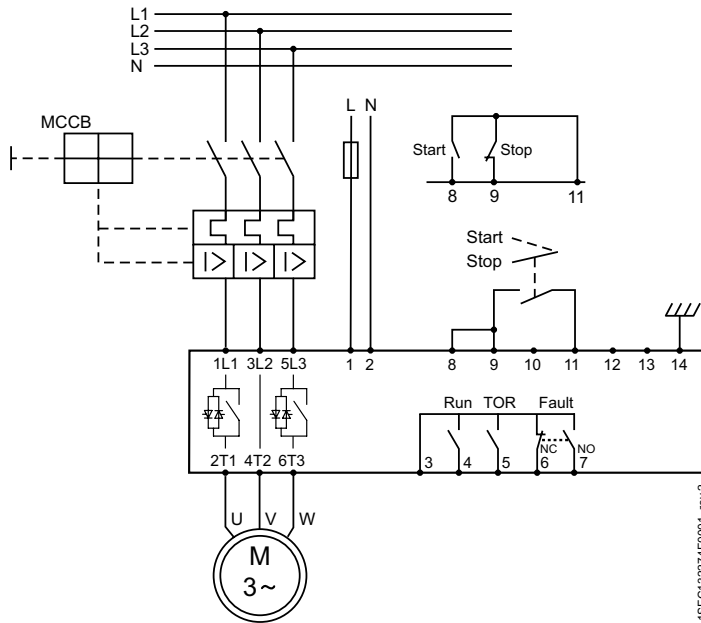 L1
L2
L3
N
MCCB
L N
Start Stop
8 9 11
Start
Stop
1L1 3L2 5L3 1 2 8 9 10 11 12 13 14
Run TOR Fault
NC NO
2T1 4T2 6T3 3 4 5 6 7
U V W
M
3~